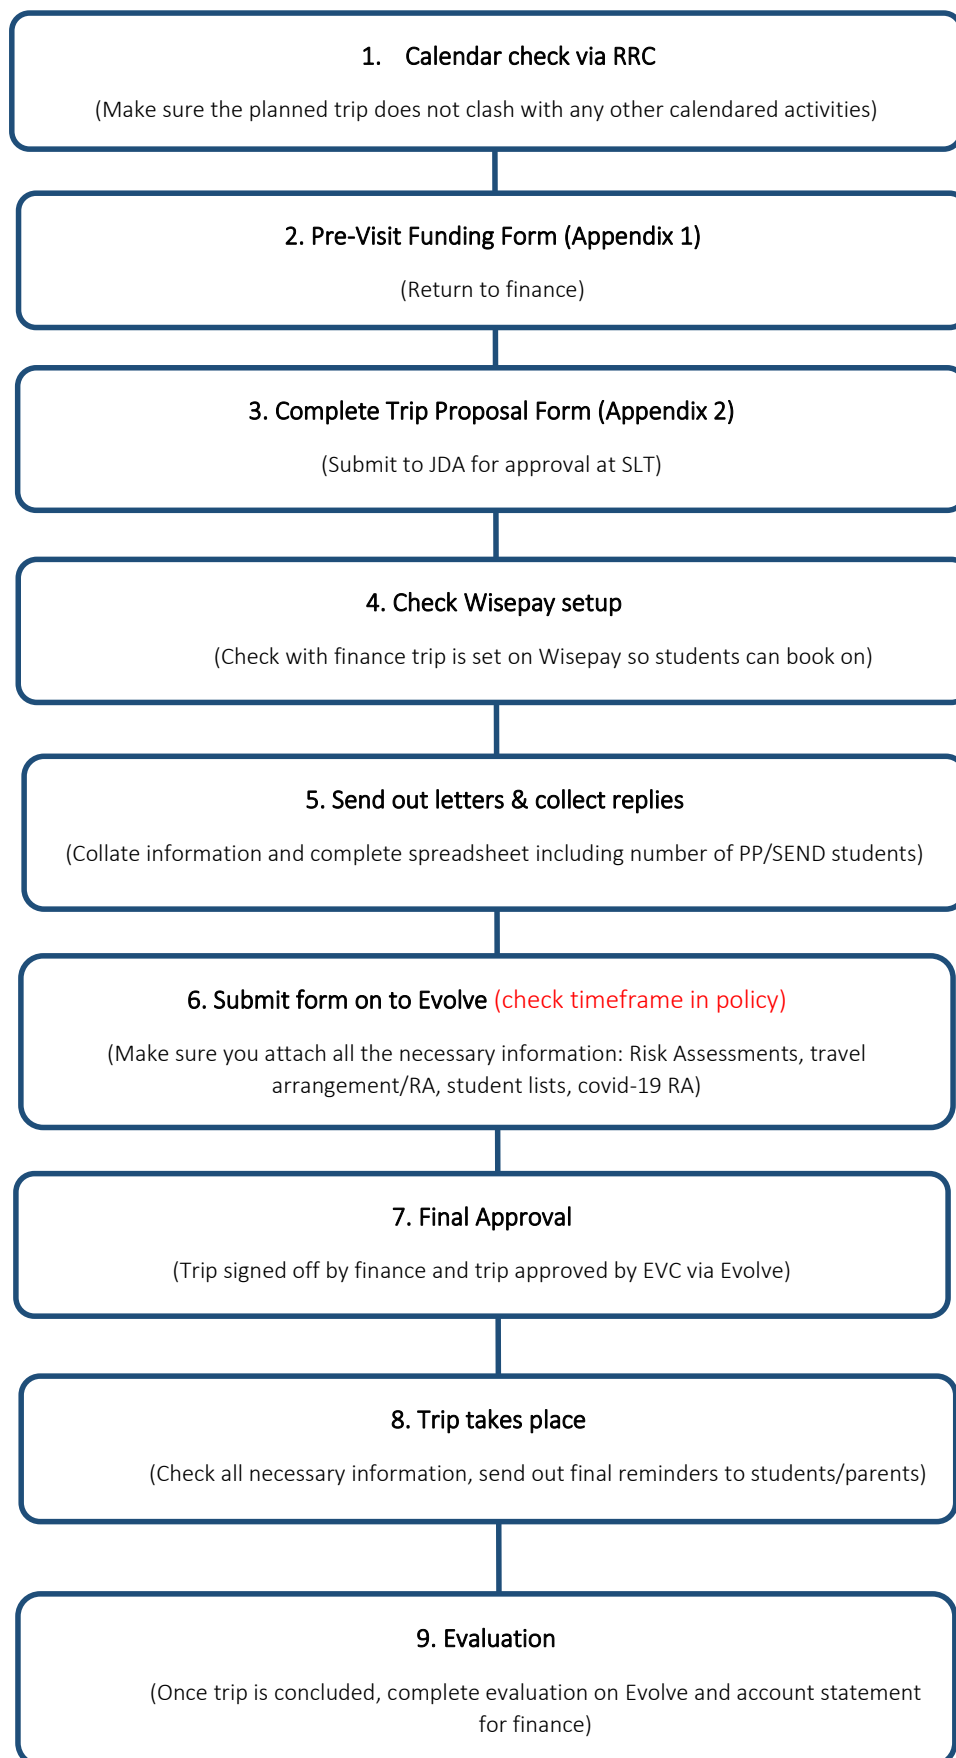 1. Calendar check via RRC
(Make sure the planned trip does not clash with any other calendared activities)
2. Pre-Visit Funding Form (Appendix 1)
(Return to finance)
3. Complete Trip Proposal Form (Appendix 2)
(Submit to JDA for approval at SLT)
4. Check Wisepay setup
(Check with finance trip is set on Wisepay so students can book on)
5. Send out letters & collect replies
(Collate information and complete spreadsheet including number of PP/SEND students)
6. Submit form on to Evolve (check timeframe in policy)
(Make sure you attach all the necessary information: Risk Assessments, travel
arrangement/RA, student lists, covid-19 RA)
7. Final Approval
(Trip signed off by finance and trip approved by EVC via Evolve)
8. Trip takes place
(Check all necessary information, send out final reminders to students/parents)
9. Evaluation
(Once trip is concluded, complete evaluation on Evolve and account statement
for finance)